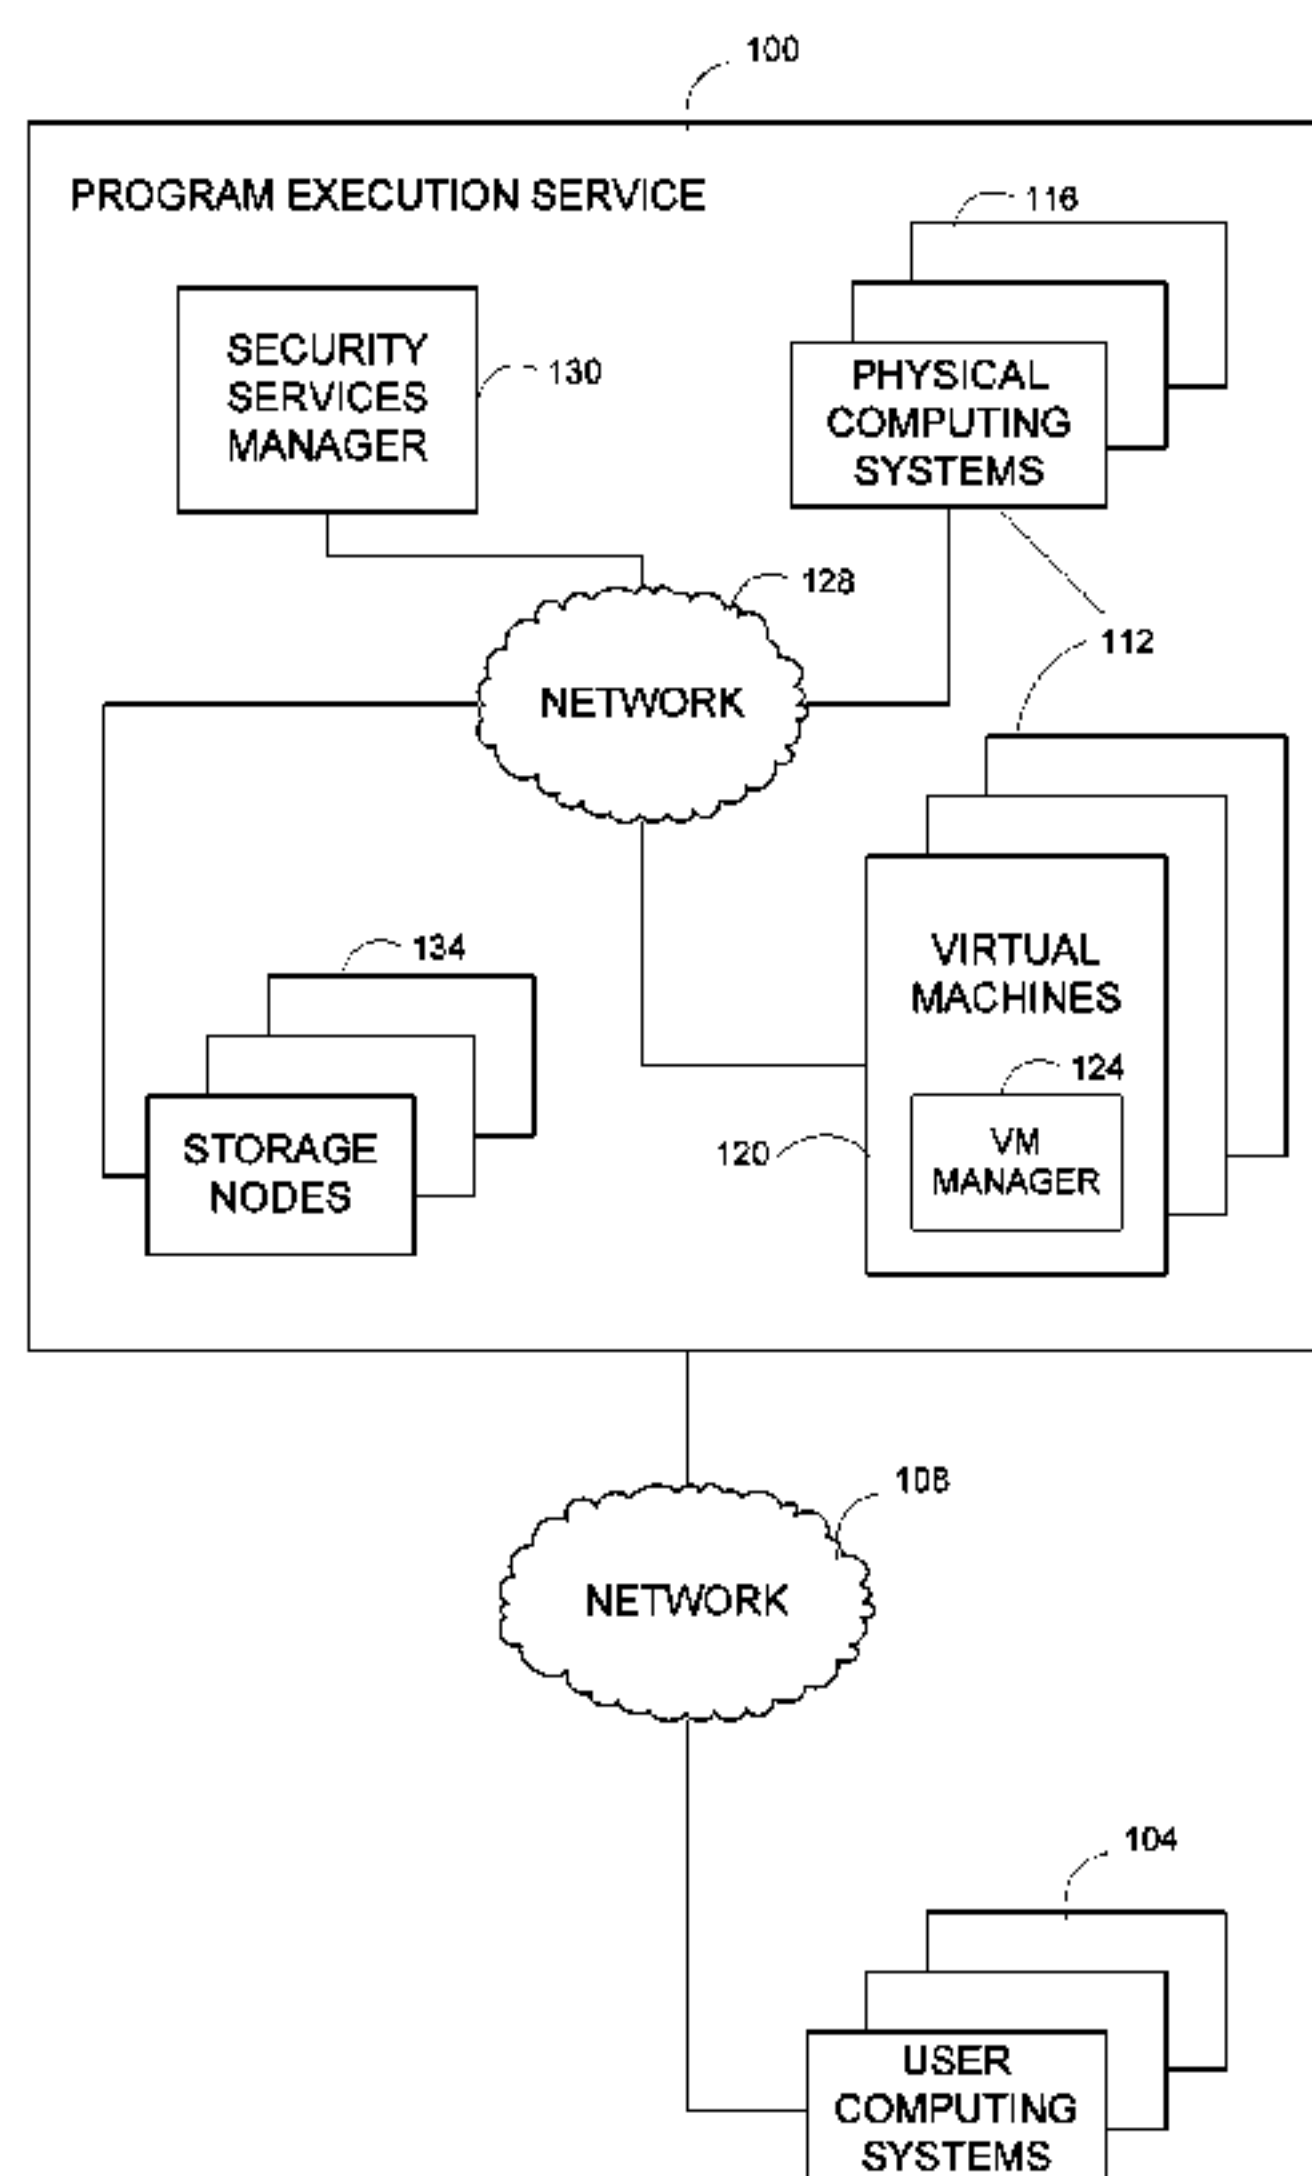 100
PROGRAM EXECUTION SERVICE
116
SECURITY
SERVICES
MANAGER
130
PHYSICAL
COMPUTING
SYSTEMS
128
NETWORK
112
134
STORAGE
NODES
VIRTUAL
MACHINES
124
VM
MANAGER
120
108
NETWORK
104
USER
COMPUTING
SYSTEMS